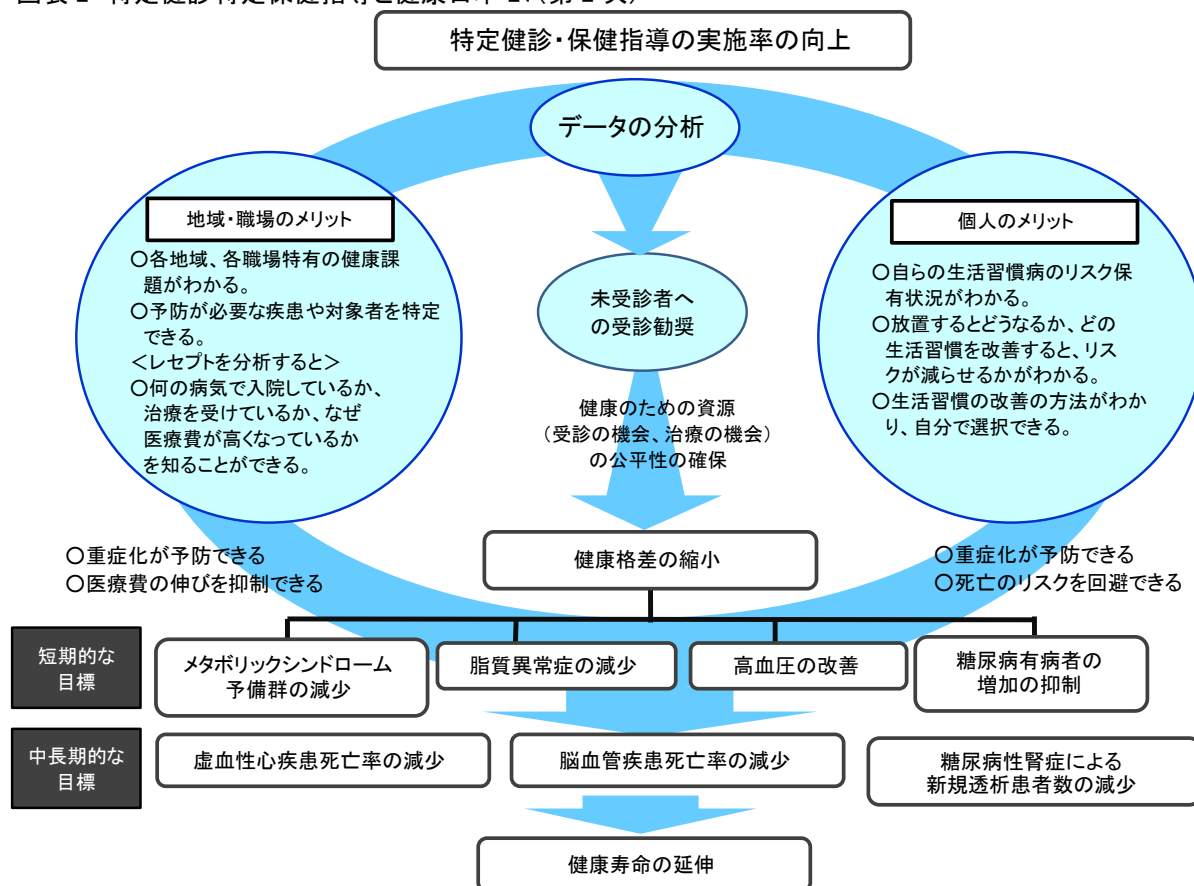 特定健診・保健指導の実施率の向上
データの分析
地域・職場のメリット
○各地域、各職場特有の健康課
題がわかる。
○予防が必要な疾患や対象者を特定
できる。
＜レセプトを分析すると＞
○何の病気で入院しているか、
治療を受けているか、なぜ
医療費が高くなっているか
を知ることができる。
未受診者へ
の受診勧奨
個人のメリット
○自らの生活習慣病のリスク保
有状況がわかる。
○放置するとどうなるか、どの
生活習慣を改善すると、リス
クが減らせるかがわかる。
○生活習慣の改善の方法がわか
り、自分で選択できる。
健康のための資源
（受診の機会、治療の機会）
の公平性の確保
○重症化が予防できる
○医療費の伸びを抑制できる
健康格差の縮小
○重症化が予防できる
○死亡のリスクを回避できる
短期的な
目標
メタボリックシンドローム
予備群の減少
脂質異常症の減少
高血圧の改善
糖尿病有病者の
増加の抑制
中長期的な
目標
虚血性心疾患死亡率の減少
脳血管疾患死亡率の減少
糖尿病性腎症による
新規透析患者数の減少
健康寿命の延伸